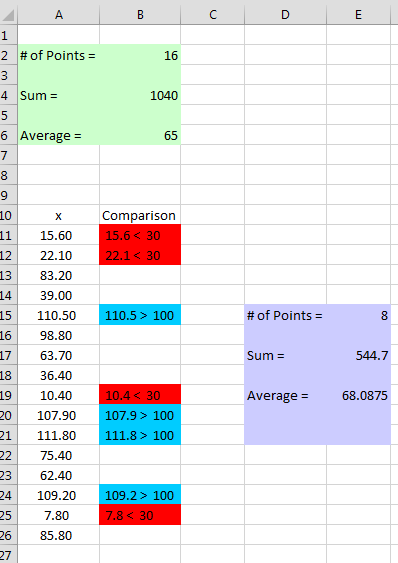 A B C D E
1
2 # of Points = 16
3
4 Sum = 1040
5
6 Average = 65
7
8
9
10 x Comparison
11 15.60 15.6 < 30
12 22.10 22.1 < 30
13 83.20
14 39.00
15 110.50 110.5 > 100 # of Points = 8
16 98.80
17 63.70 Sum = 544.7
18 36.40
19 10.40 10.4 < 30 Average = 68.0875
20 107.90 107.9 > 100
21 111.80 111.8 > 100
22 75.40
23 62.40
24 109.20 109.2 > 100
25 7.80 7.8 < 30
26 85.80
27